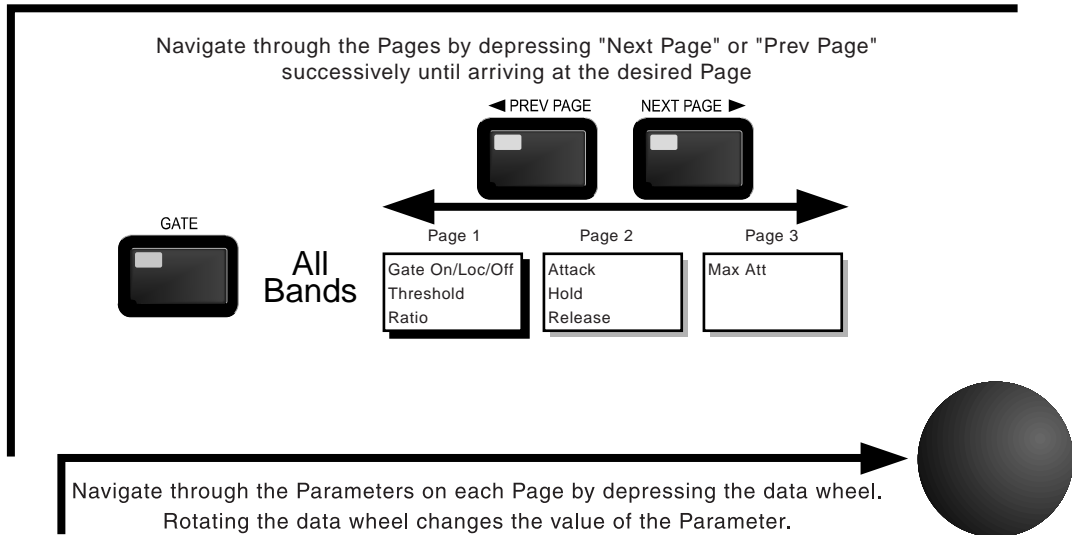 Navigate through the Pages by depressing "Next Page" or "Prev Page"
successively until arriving at the desired Page
◄ PREV PAGE NEXT PAGE ►
GATE
All
Bands
Page 1
Gate On/Loc/Off
Threshold
Ratio
Page 2
Attack
Hold
Release
Page 3
Max Att
Navigate through the Parameters on each Page by depressing the data wheel.
Rotating the data wheel changes the value of the Parameter.